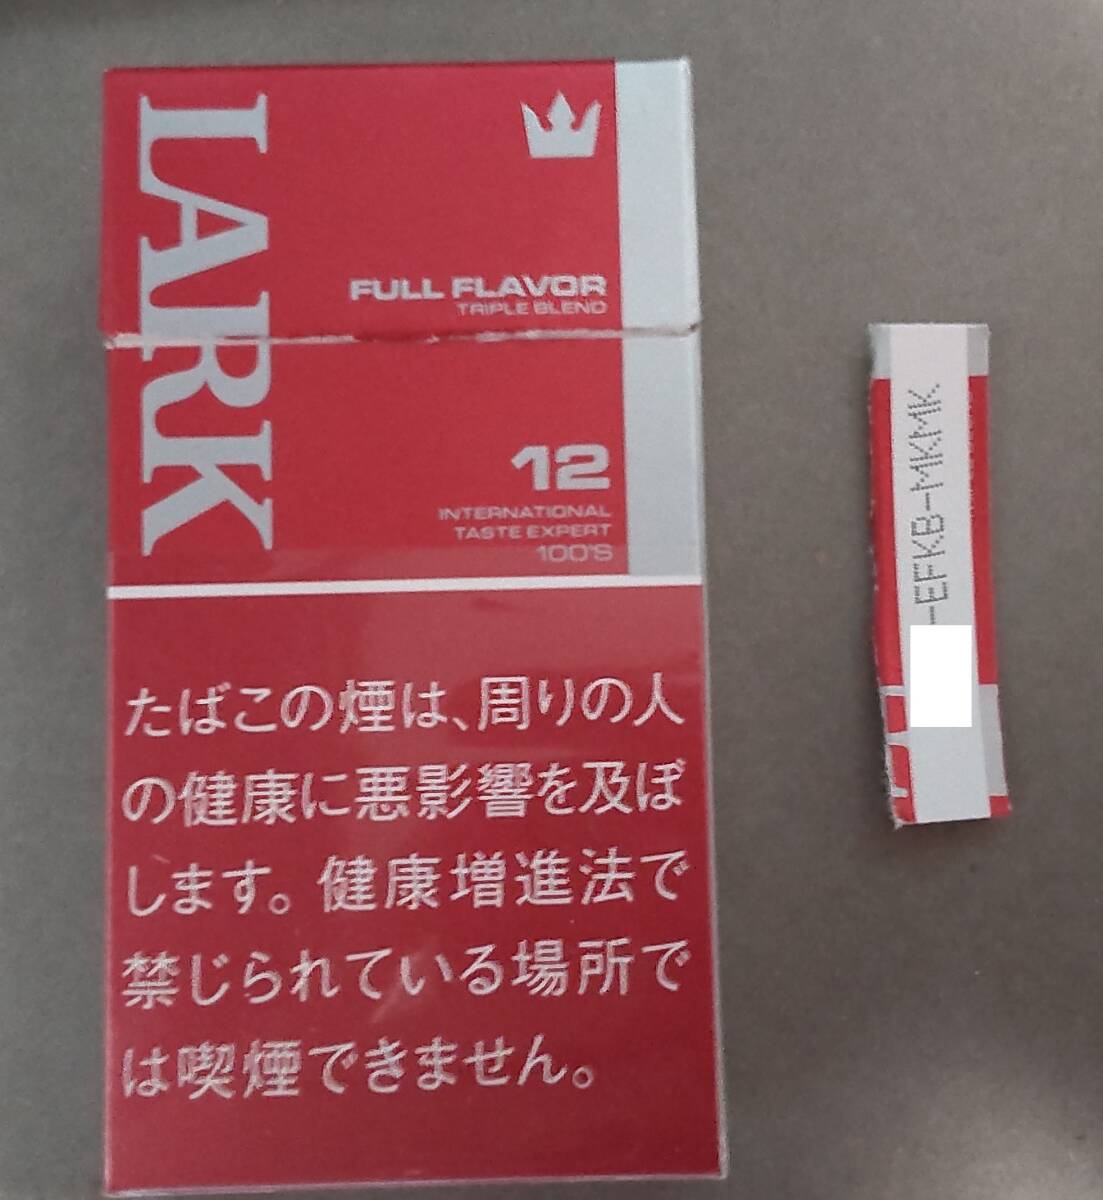 LARK
FULL FLAVOR
TRIPLE BLEND
12
INTERNATIONAL
TASTE EXPERT
100'S
たばこの煙は、周りの人
の健康に悪影響を及ぼ
します。健康増進法で
禁じられている場所で
は喫煙できません。
-EFKB-MKMK